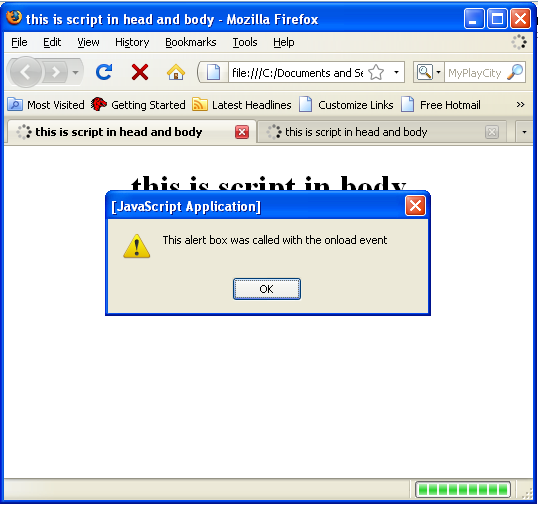 this is script in head and body - Mozilla Firefox
File Edit View History Bookmarks Tools Help
file:///C:/Documents and Se MyPlayCity
Most Visited Getting Started Latest Headlines Customize Links Free Hotmail »
this is script in head and body this is script in head and body
this is script in body
[JavaScript Application]
This alert box was called with the onload event
OK